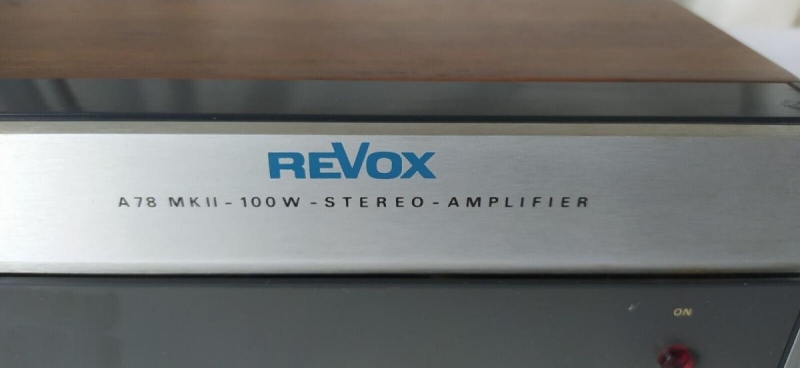 REVOX
A78 MKII - 100W - STEREO - AMPLIFIER
ON